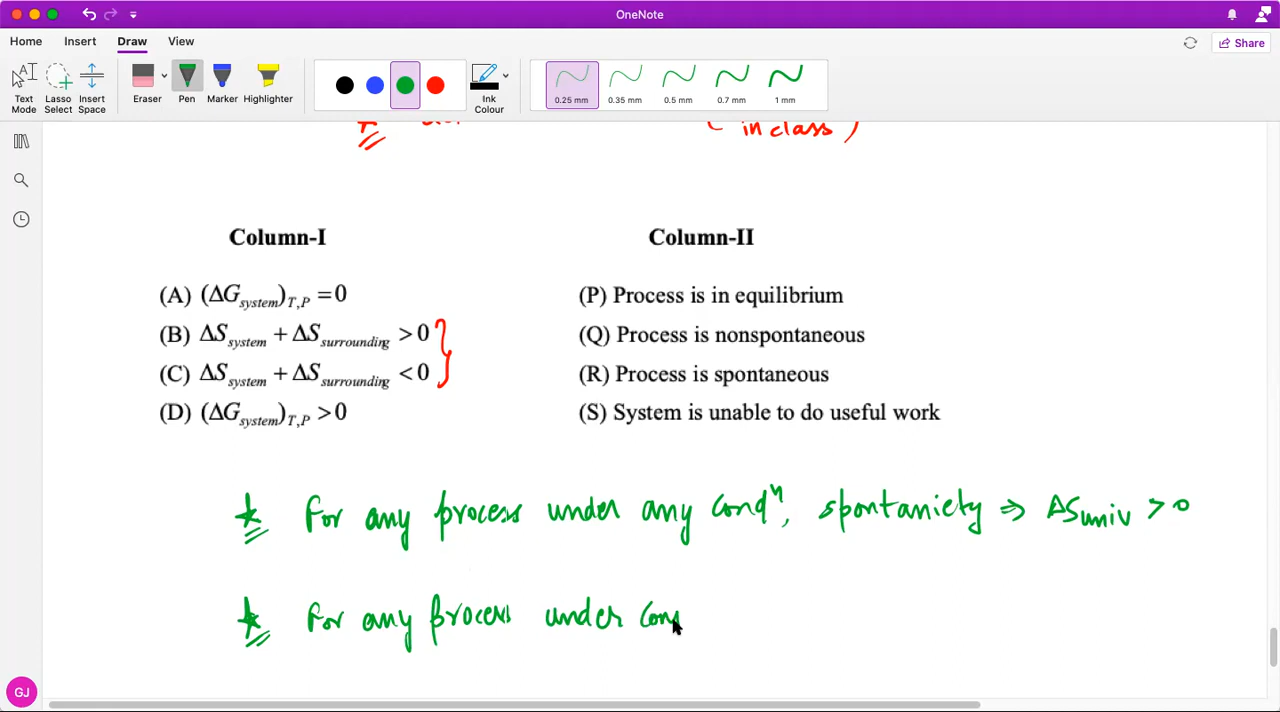 OneNote
Home Insert Draw View
Share
Text Mode
Lasso Select
Insert Space
Eraser
Pen
Marker
Highlighter
Ink Colour
0.25 mm 0.35 mm 0.5 mm 0.7 mm 1 mm
( in class )
Column-I Column-II
(A) (ΔG_system)_T,P = 0 (P) Process is in equilibrium
(B) ΔS_system + ΔS_surrounding > 0 (Q) Process is nonspontaneous
(C) ΔS_system + ΔS_surrounding < 0 (R) Process is spontaneous
(D) (ΔG_system)_T,P > 0 (S) System is unable to do useful work
★ For any process under any condⁿ, spontaniety ⇒ ΔSuniv > 0
★ For any process under cons
GJ